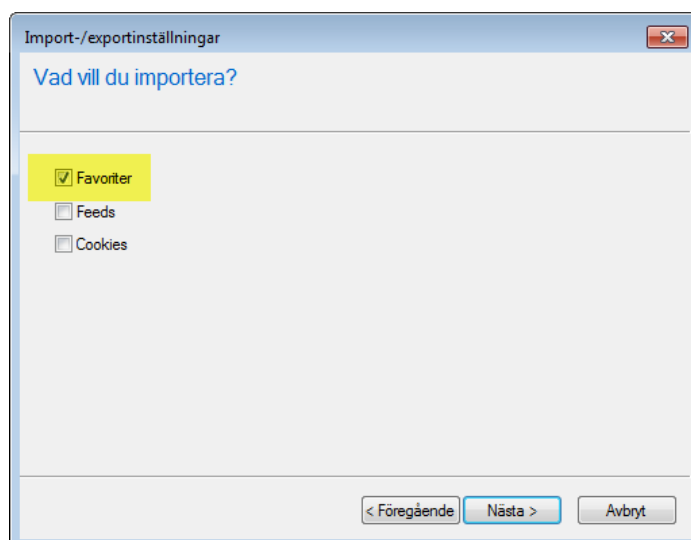 Import-/exportinställningar
Vad vill du importera?
Favoriter
Feeds
Cookies
< Föregående Nästa > Avbryt